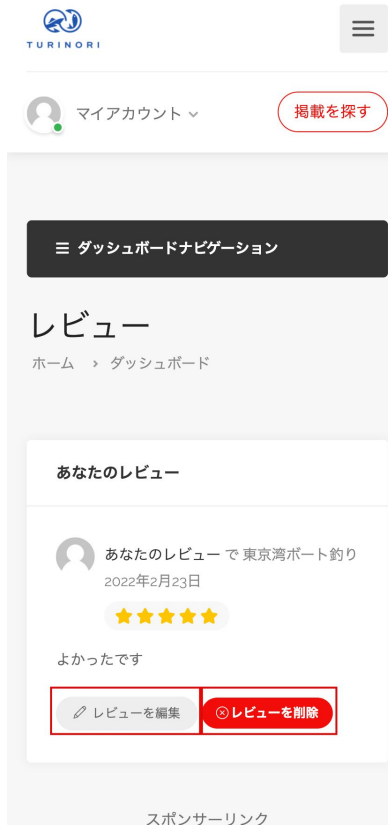 TURINORI
マイアカウント
掲載を探す
ダッシュボードナビゲーション
レビュー
ホーム > ダッシュボード
あなたのレビュー
あなたのレビュー で 東京湾ボート釣り
2022年2月23日
よかったです
レビューを編集
レビューを削除
スポンサーリンク